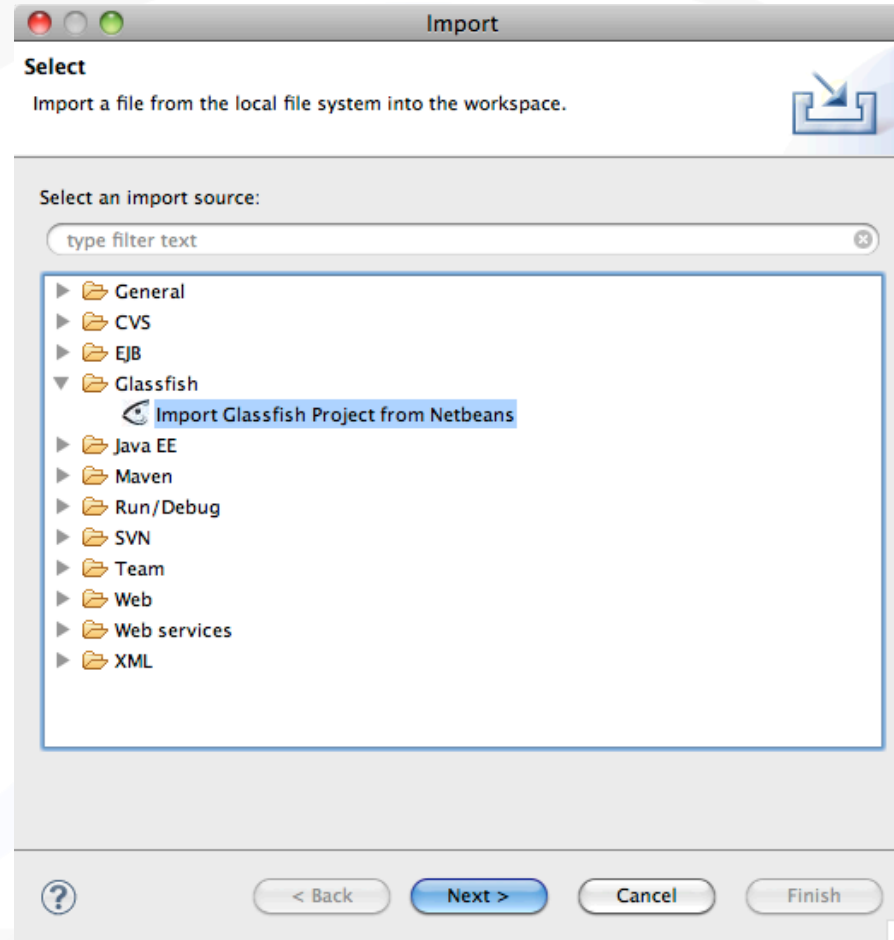 Import
Select
Import a file from the local file system into the workspace.
Select an import source:
type filter text
General
CVS
EJB
Glassfish
Import Glassfish Project from Netbeans
Java EE
Maven
Run/Debug
SVN
Team
Web
Web services
XML
?
< Back
Next >
Cancel
Finish